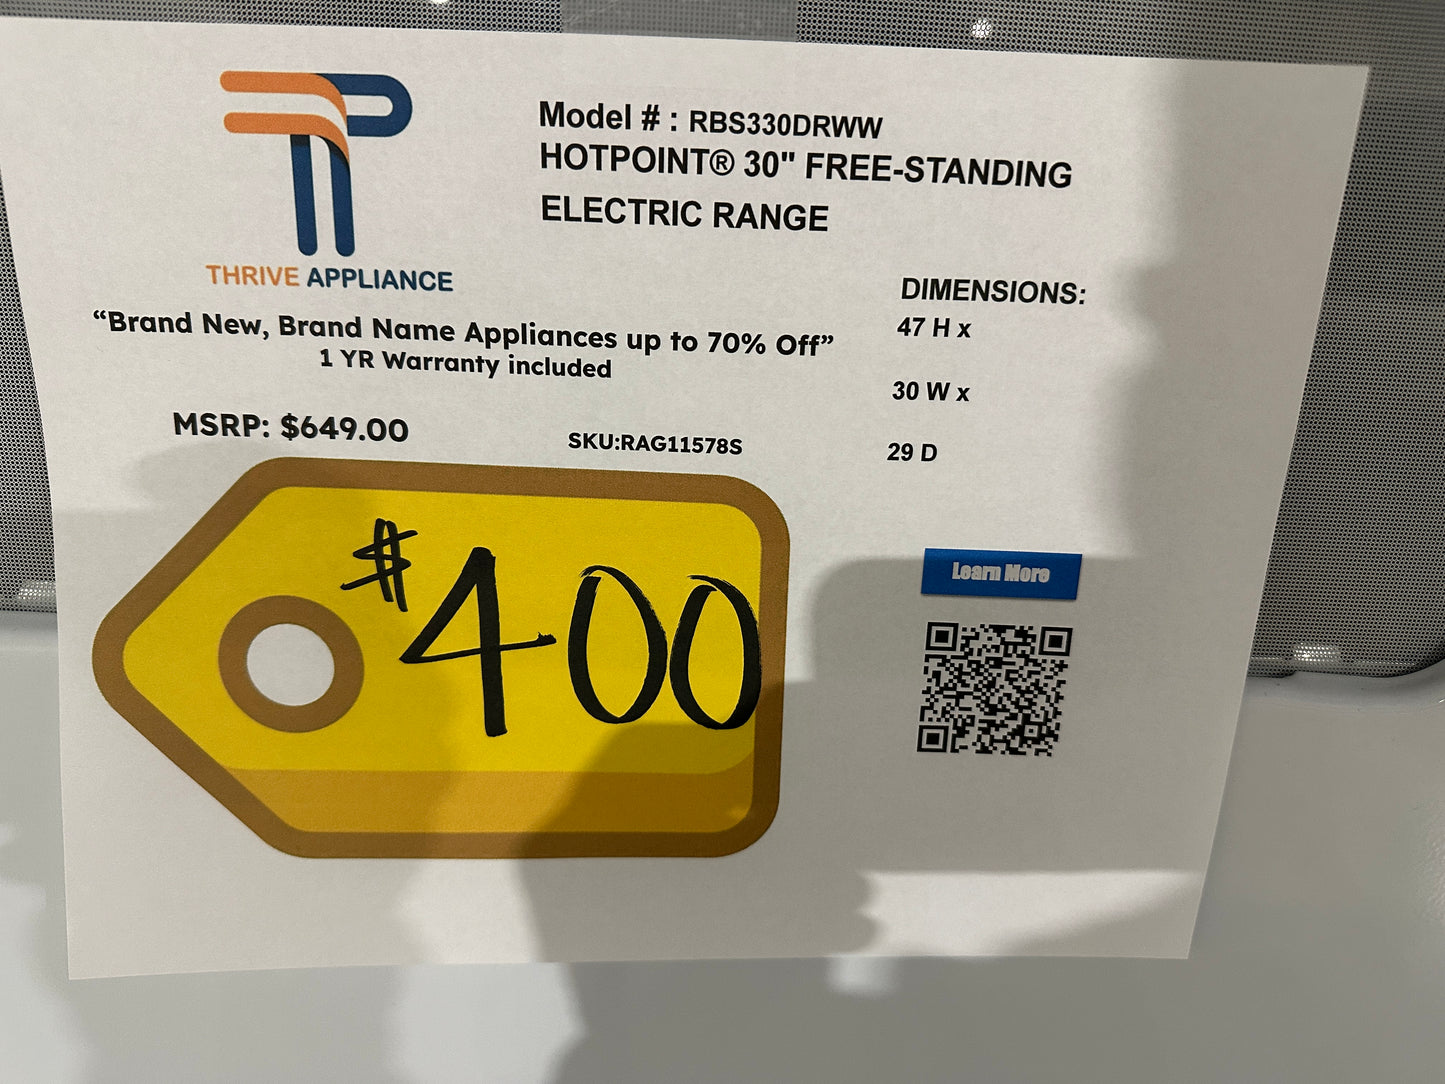 THRIVE APPLIANCE
Model # : RBS330DRWW
HOTPOINT® 30" FREE-STANDING
ELECTRIC RANGE
“Brand New, Brand Name Appliances up to 70% Off”
1 YR Warranty included
DIMENSIONS:
47 H x
30 W x
29 D
MSRP: $649.00
SKU:RAG11578S
$400
Learn More